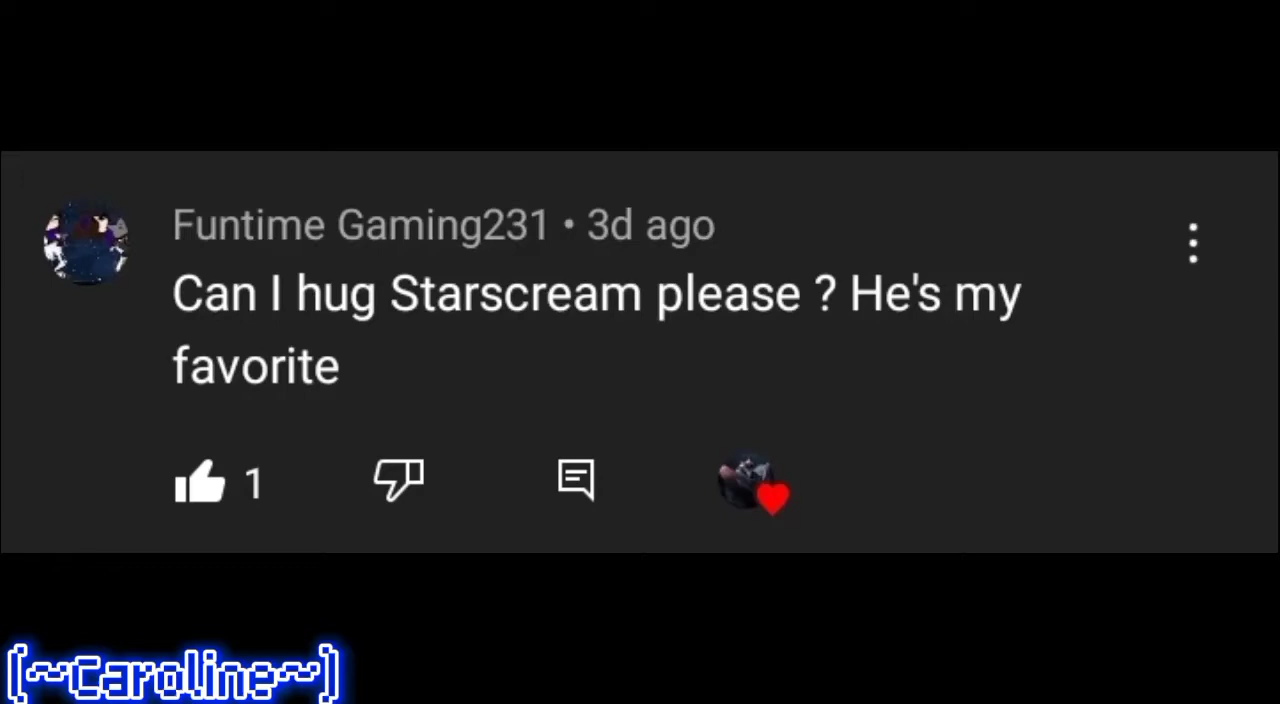 Funtime Gaming231 • 3d ago
Can I hug Starscream please ? He's my
favorite
1
[~~Caroline~~]